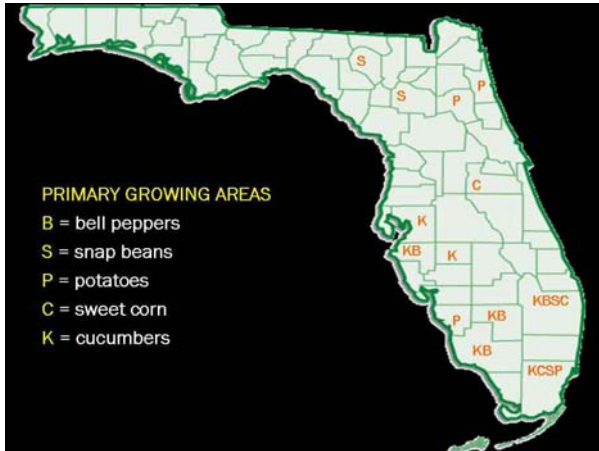 S
S
P
P
C
PRIMARY GROWING AREAS
B = bell peppers
S = snap beans
P = potatoes
C = sweet corn
K = cucumbers
K
KB
K
KBSC
P
KB
KB
KCSP